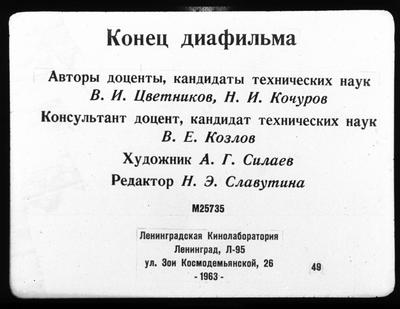 Конец диафильма
Авторы доценты, кандидаты технических наук
В. И. Цветников, Н. И. Кочуров
Консультант доцент, кандидат технических наук
В. Е. Козлов
Художник А. Г. Силаев
Редактор Н. Э. Славутина
М25735
Ленинградская Кинолаборатория
Ленинград, Л-95
ул. Зои Космодемьянской, 26
- 1963 -
49